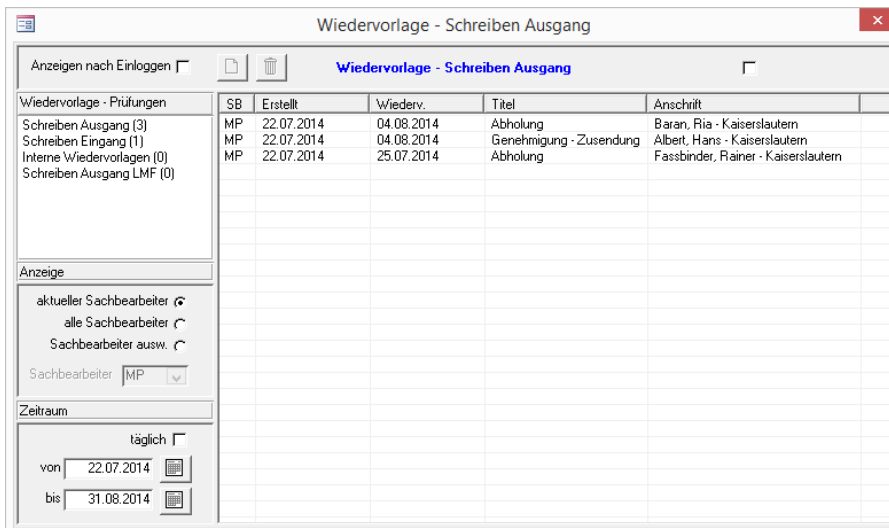 Wiedervorlage - Schreiben Ausgang
Anzeigen nach Einloggen
Wiedervorlage - Schreiben Ausgang
Wiedervorlage - Prüfungen
Schreiben Ausgang (3)
Schreiben Eingang (1)
Interne Wiedervorlagen (0)
Schreiben Ausgang LMF (0)
Anzeige
aktueller Sachbearbeiter
alle Sachbearbeiter
Sachbearbeiter ausw.
Sachbearbeiter MP
Zeitraum
täglich
von 22.07.2014
bis 31.08.2014
SB Erstellt Wiederv. Titel Anschrift
MP 22.07.2014 04.08.2014 Abholung Baran, Ria - Kaiserslautern
MP 22.07.2014 04.08.2014 Genehmigung - Zusendung Albert, Hans - Kaiserslautern
MP 22.07.2014 25.07.2014 Abholung Fassbinder, Rainer - Kaiserslautern